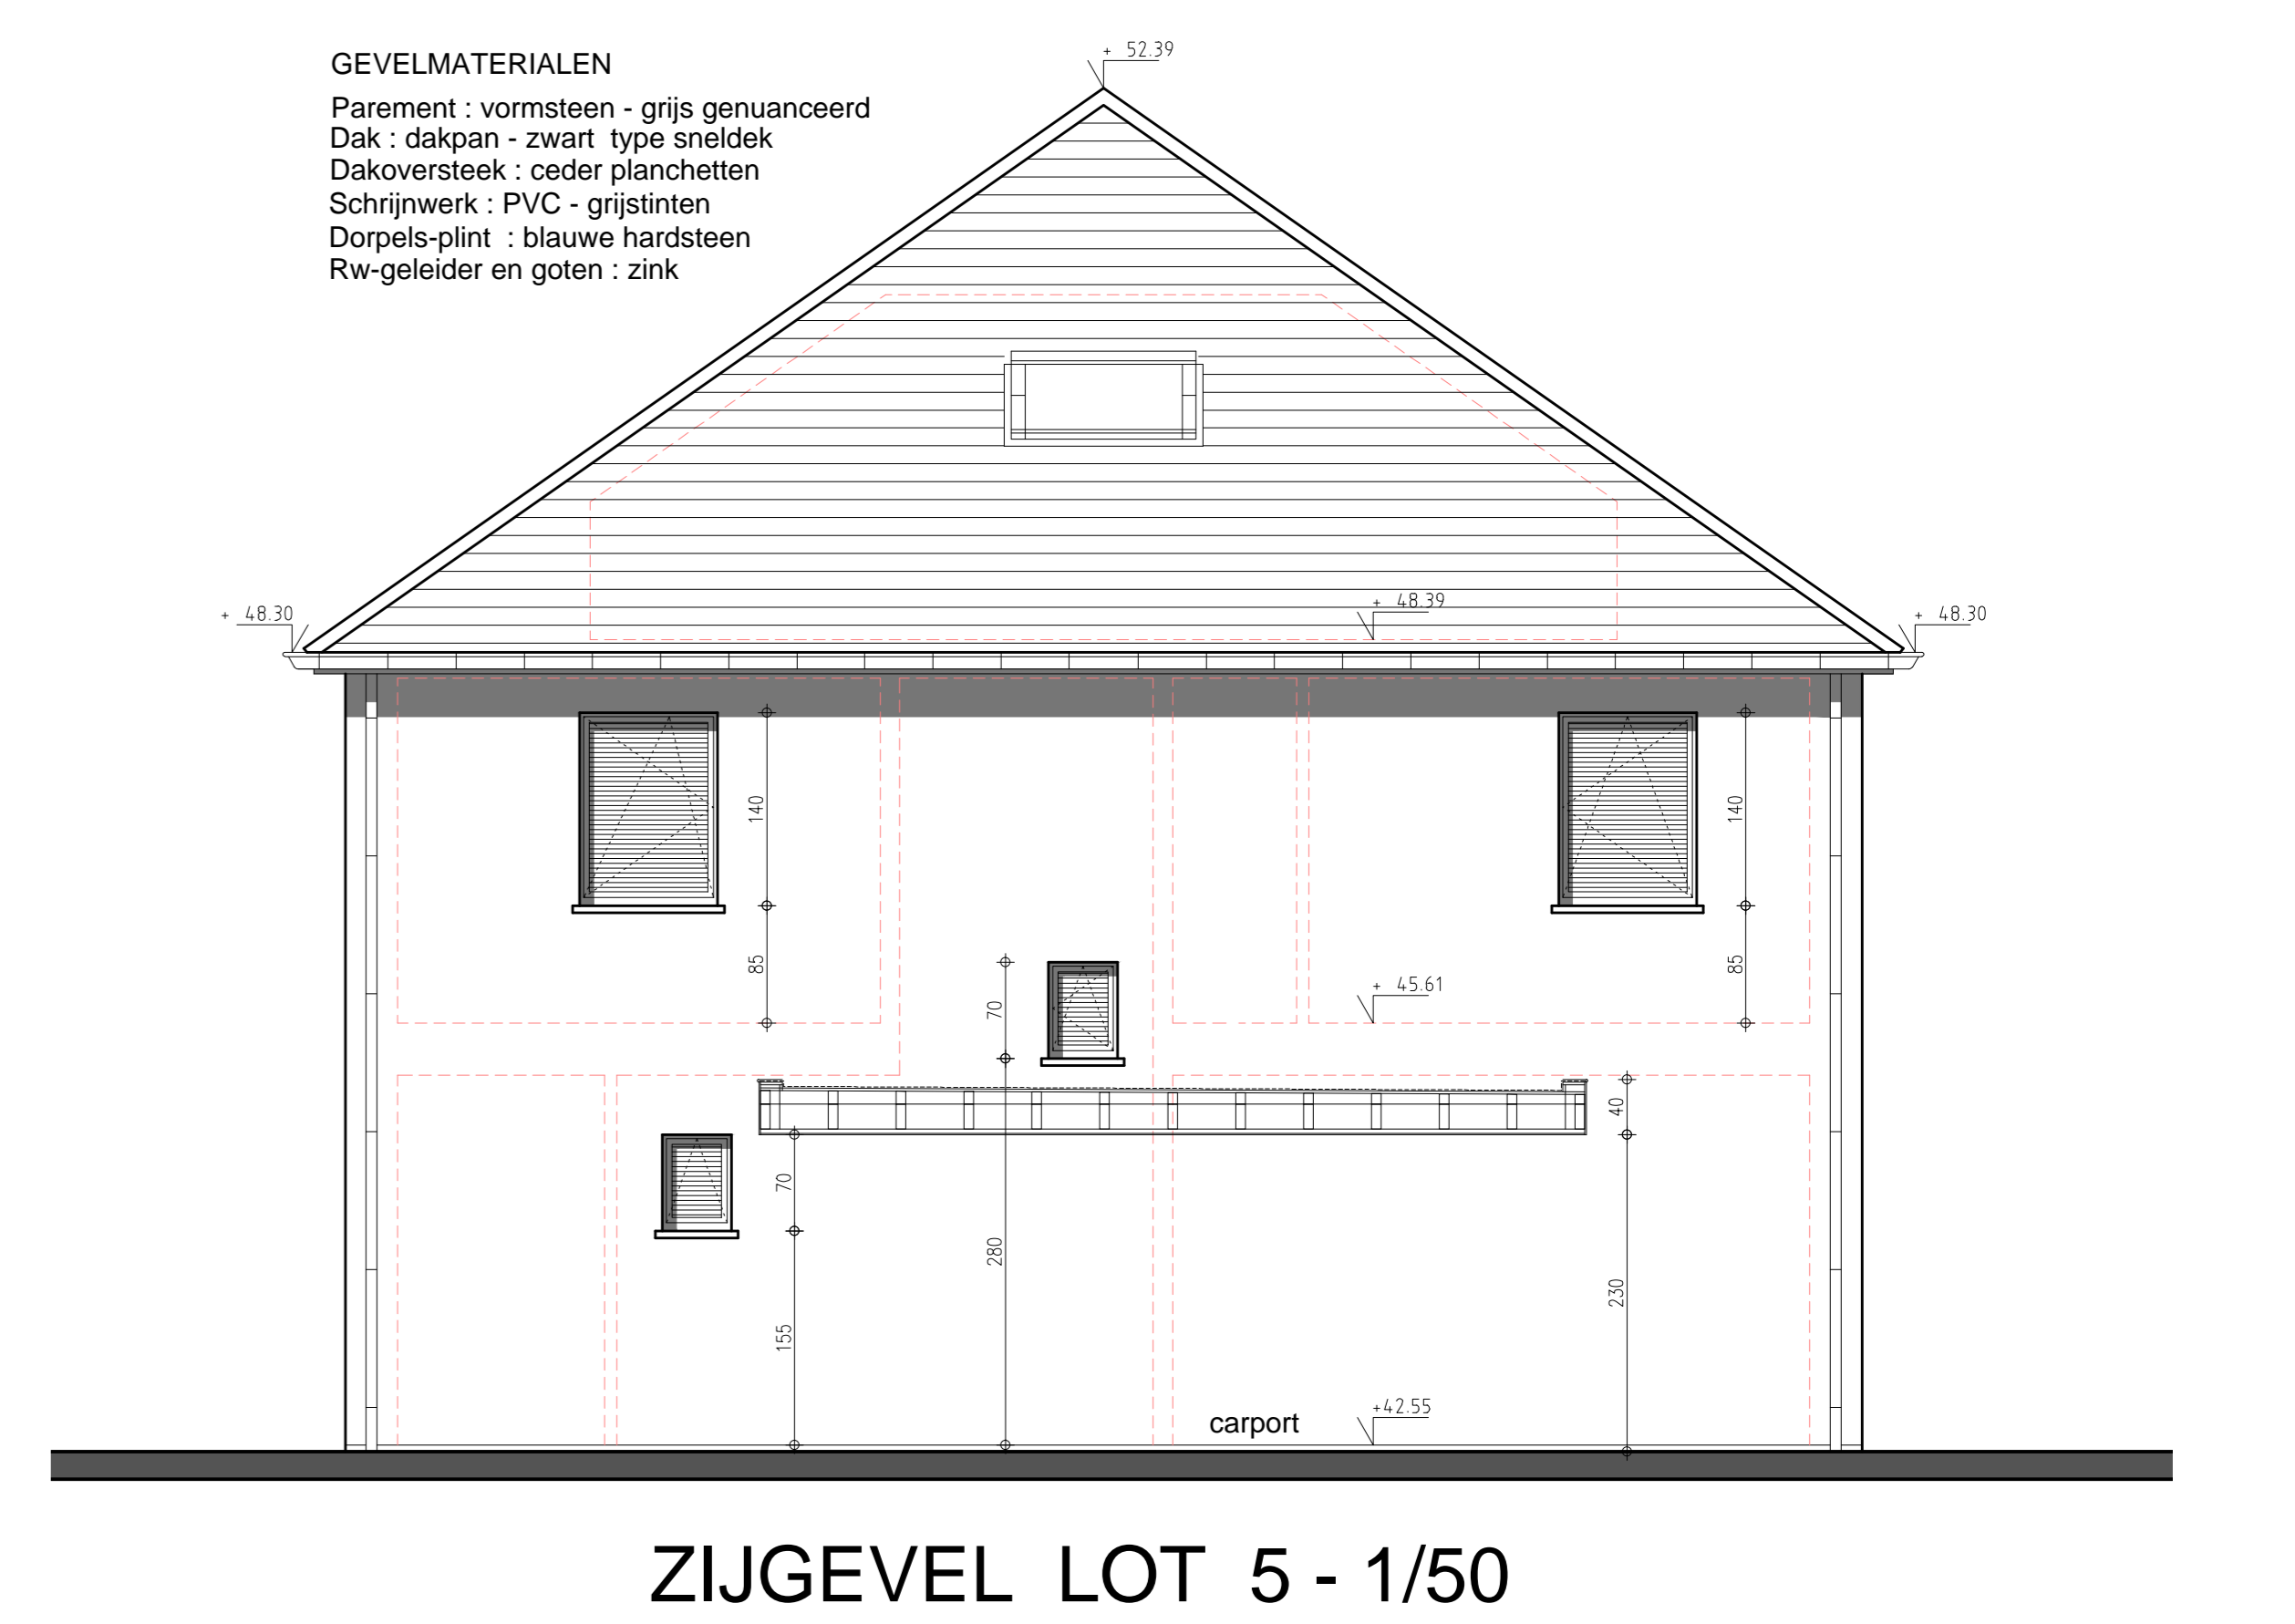 GEVELMATERIALEN
Parement : vormsteen - grijs genuanceerd
Dak : dakpan - zwart type sneldek
Dakoversteek : ceder planchetten
Schrijnwerk : PVC - grijstinten
Dorpels-plint : blauwe hardsteen
Rw-geleider en goten : zink
+ 52.39
+ 48.30
+ 48.39
+ 48.30
140
140
85
85
70
+ 45.61
40
70
280
230
155
carport
+42.55
ZIJGEVEL LOT 5 - 1/50